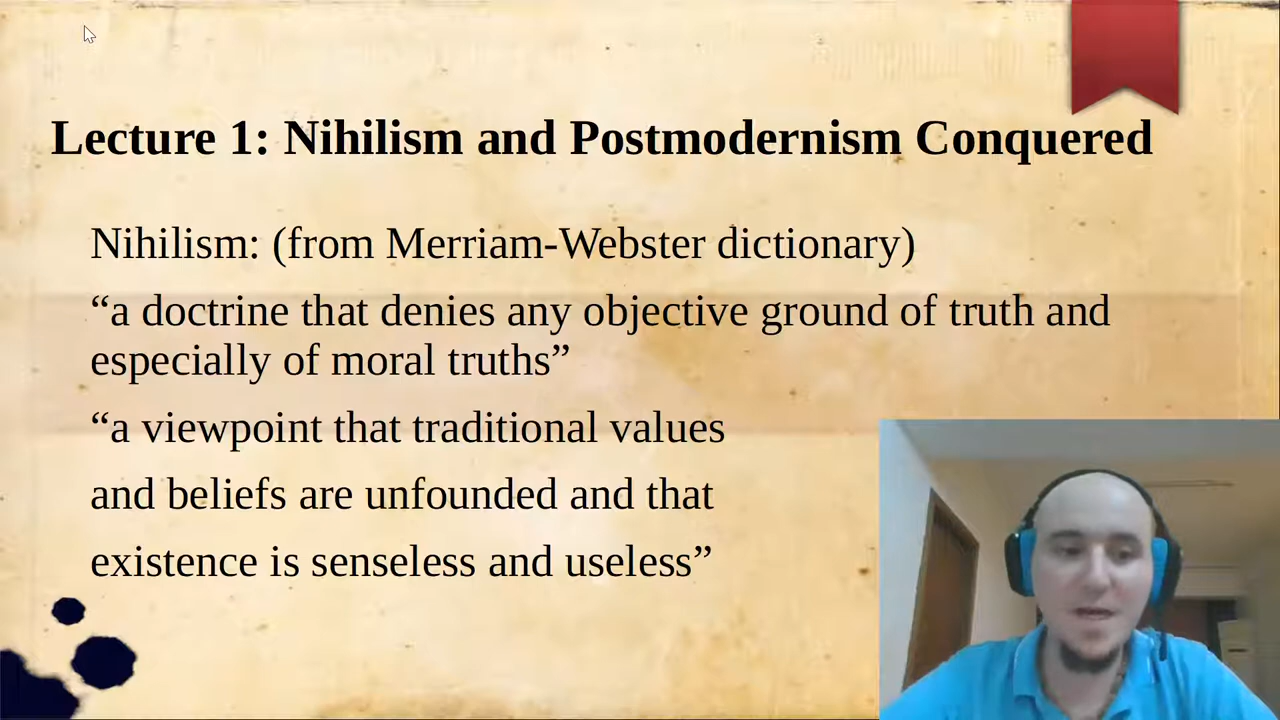 Lecture 1: Nihilism and Postmodernism Conquered
Nihilism: (from Merriam-Webster dictionary)
“a doctrine that denies any objective ground of truth and
especially of moral truths”
“a viewpoint that traditional values
and beliefs are unfounded and that
existence is senseless and useless”